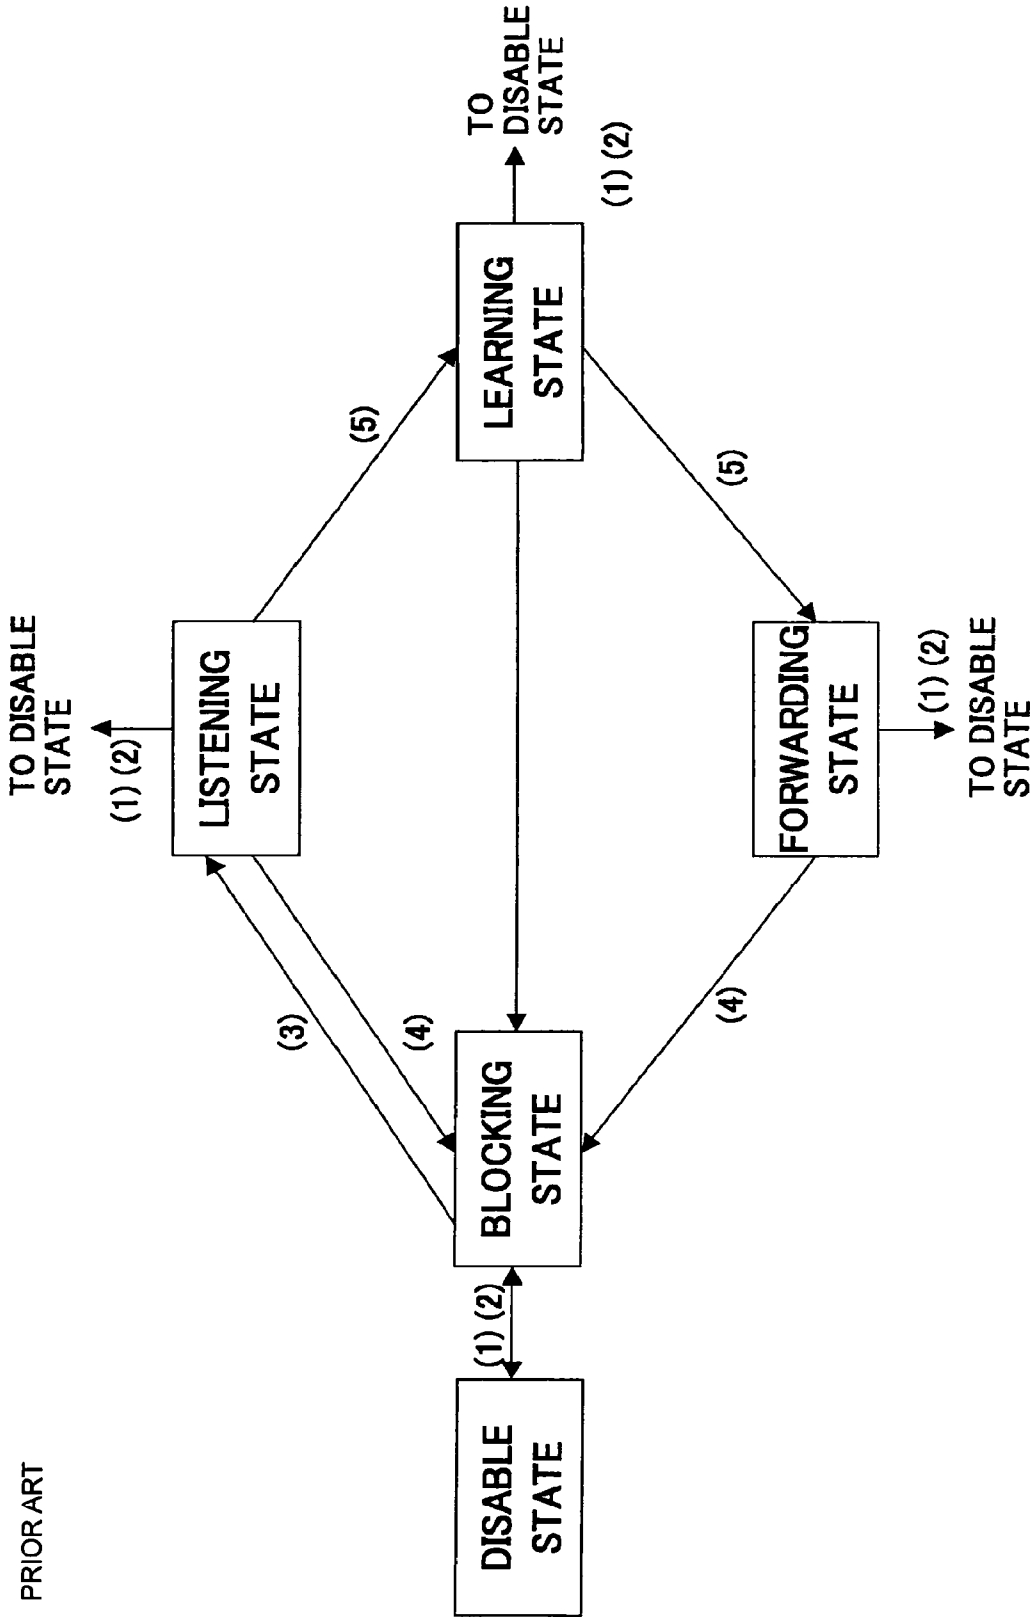 PRIOR ART
TO DISABLE
STATE
(1) (2)
LISTENING
STATE
(3)
(4)
(5)
DISABLE
STATE
(1) (2)
BLOCKING
STATE
LEARNING
STATE
TO
DISABLE
STATE
(1) (2)
(4)
(5)
FORWARDING
STATE
(1) (2)
TO DISABLE
STATE